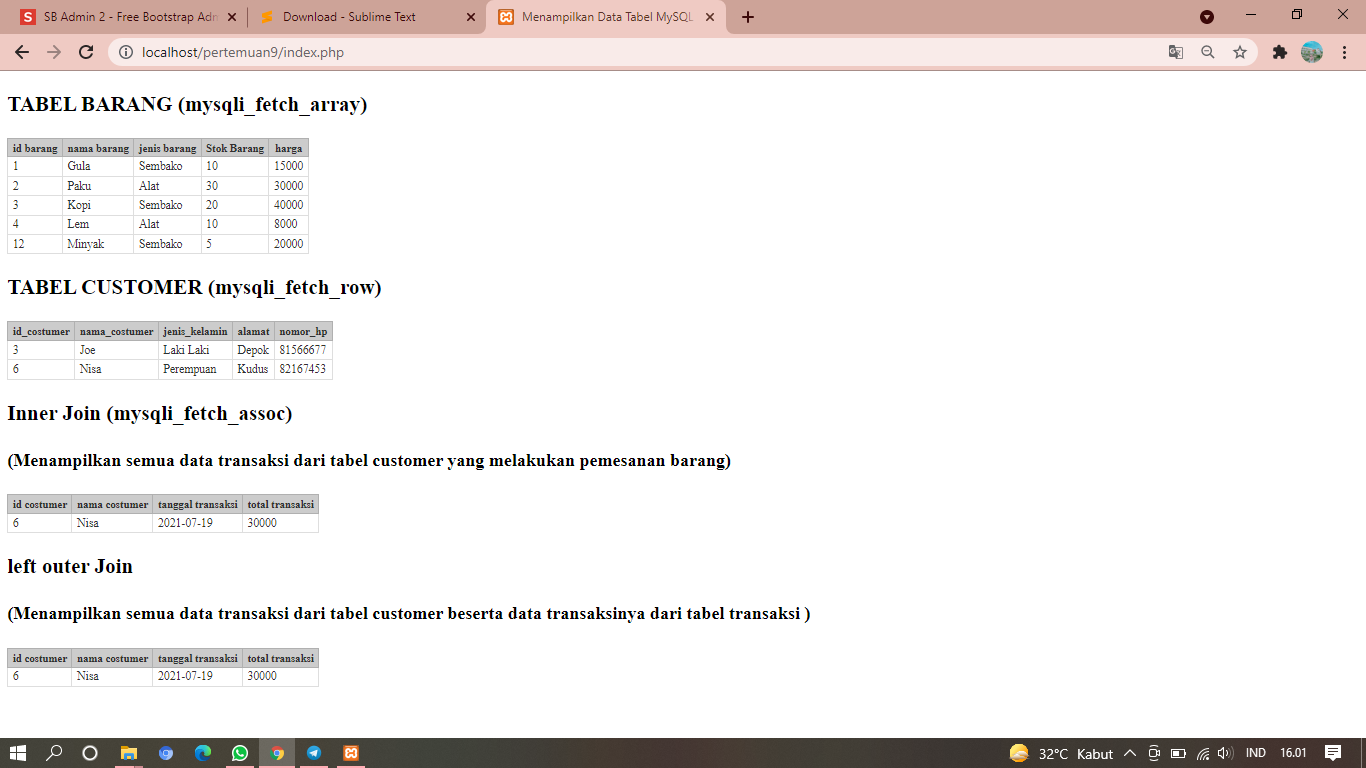 SB Admin 2 - Free Bootstrap Adm
Download - Sublime Text
Menampilkan Data Tabel MySQL
localhost/pertemuan9/index.php
TABEL BARANG (mysqli_fetch_array)
id barang nama barang jenis barang Stok Barang harga
1 Gula Sembako 10 15000
2 Paku Alat 30 30000
3 Kopi Sembako 20 40000
4 Lem Alat 10 8000
12 Minyak Sembako 5 20000
TABEL CUSTOMER (mysqli_fetch_row)
id_costumer nama_costumer jenis_kelamin alamat nomor_hp
3 Joe Laki Laki Depok 81566677
6 Nisa Perempuan Kudus 82167453
Inner Join (mysqli_fetch_assoc)
(Menampilkan semua data transaksi dari tabel customer yang melakukan pemesanan barang)
id costumer nama costumer tanggal transaksi total transaksi
6 Nisa 2021-07-19 30000
left outer Join
(Menampilkan semua data transaksi dari tabel customer beserta data transaksinya dari tabel transaksi )
id costumer nama costumer tanggal transaksi total transaksi
6 Nisa 2021-07-19 30000
32°C Kabut IND 16.01